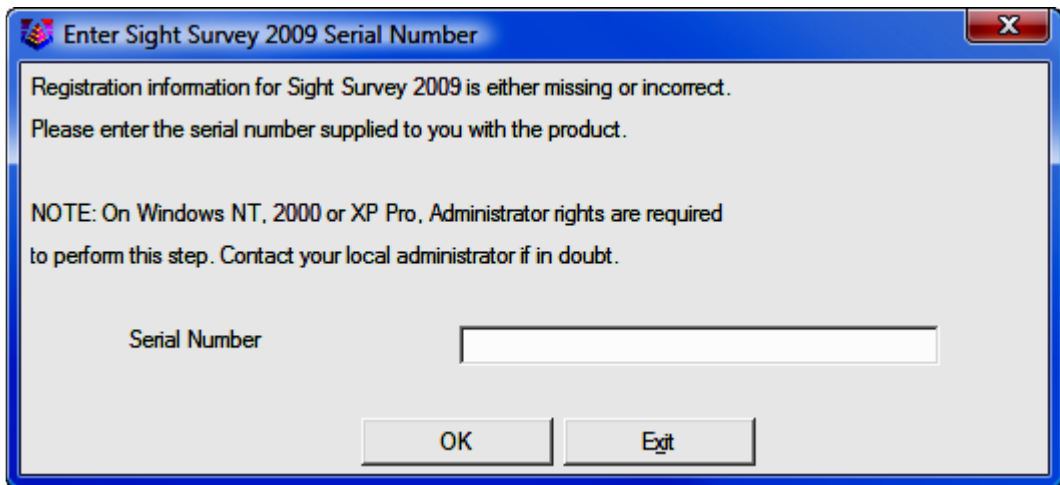 Enter Sight Survey 2009 Serial Number
X
Registration information for Sight Survey 2009 is either missing or incorrect.
Please enter the serial number supplied to you with the product.
NOTE: On Windows NT, 2000 or XP Pro, Administrator rights are required
to perform this step. Contact your local administrator if in doubt.
Serial Number
OK Exit